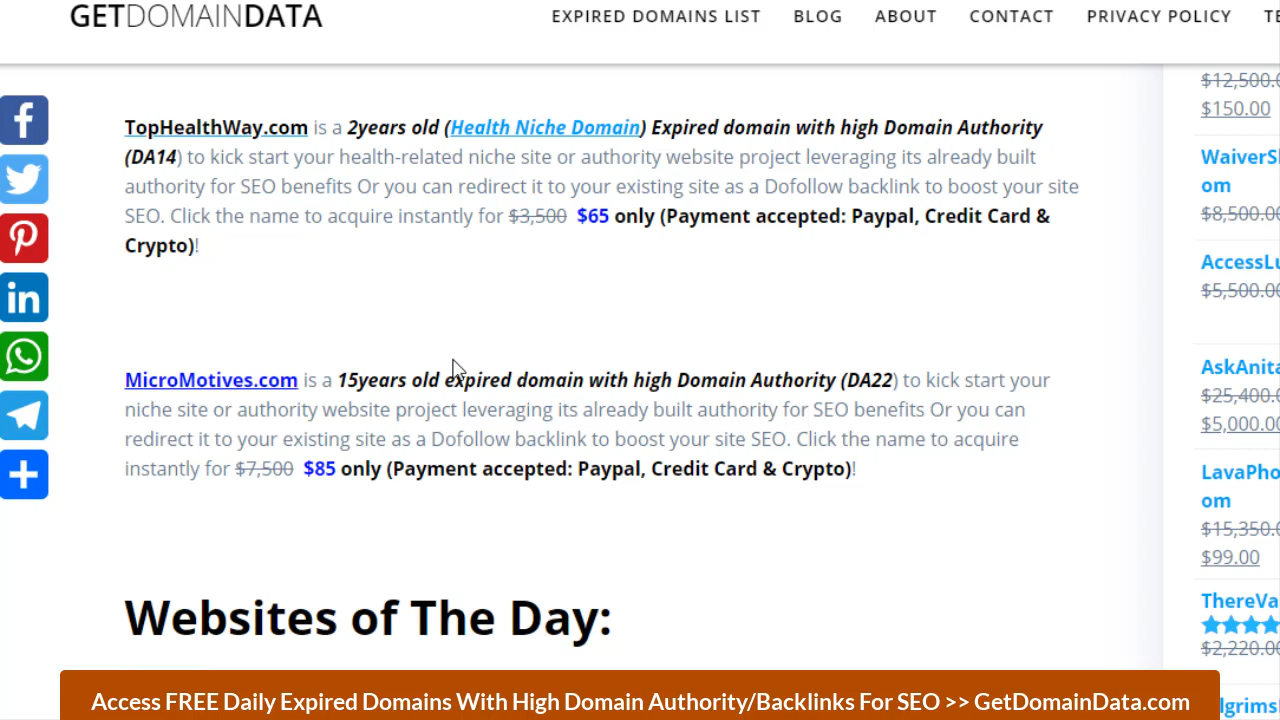 GETDOMAINDATA
EXPIRED DOMAINS LIST BLOG ABOUT CONTACT PRIVACY POLICY
TopHealthWay.com is a 2years old (Health Niche Domain) Expired domain with high Domain Authority
(DA14) to kick start your health-related niche site or authority website project leveraging its already built
authority for SEO benefits Or you can redirect it to your existing site as a Dofollow backlink to boost your site
SEO. Click the name to acquire instantly for $3,500 $65 only (Payment accepted: Paypal, Credit Card &
Crypto)!
MicroMotives.com is a 15years old expired domain with high Domain Authority (DA22) to kick start your
niche site or authority website project leveraging its already built authority for SEO benefits Or you can
redirect it to your existing site as a Dofollow backlink to boost your site SEO. Click the name to acquire
instantly for $7,500 $85 only (Payment accepted: Paypal, Credit Card & Crypto)!
Websites of The Day:
$12,500.0
$150.00
WaiverS
om
$8,500.00
AccessLu
$5,500.00
AskAnita
$25,400.
$5,000.00
LavaPho
om
$15,350.
$99.00
ThereVa
$2,220.00
lgrims
Access FREE Daily Expired Domains With High Domain Authority/Backlinks For SEO >> GetDomainData.com